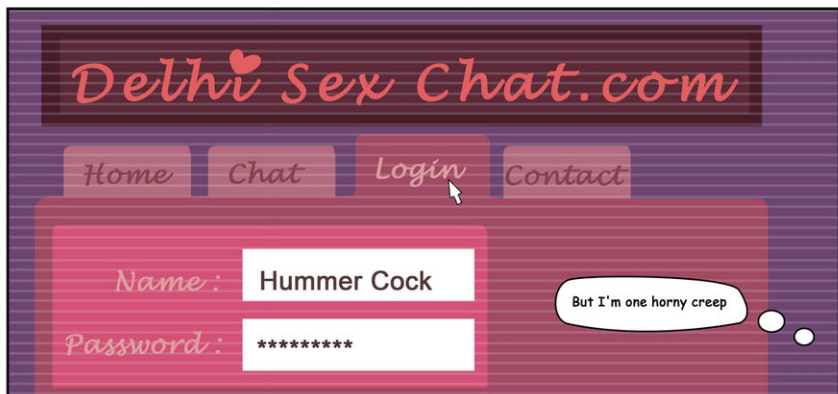 Delhi Sex Chat.com
Home Chat Login Contact
Name : Hummer Cock
But I'm one horny creep
Password : *********